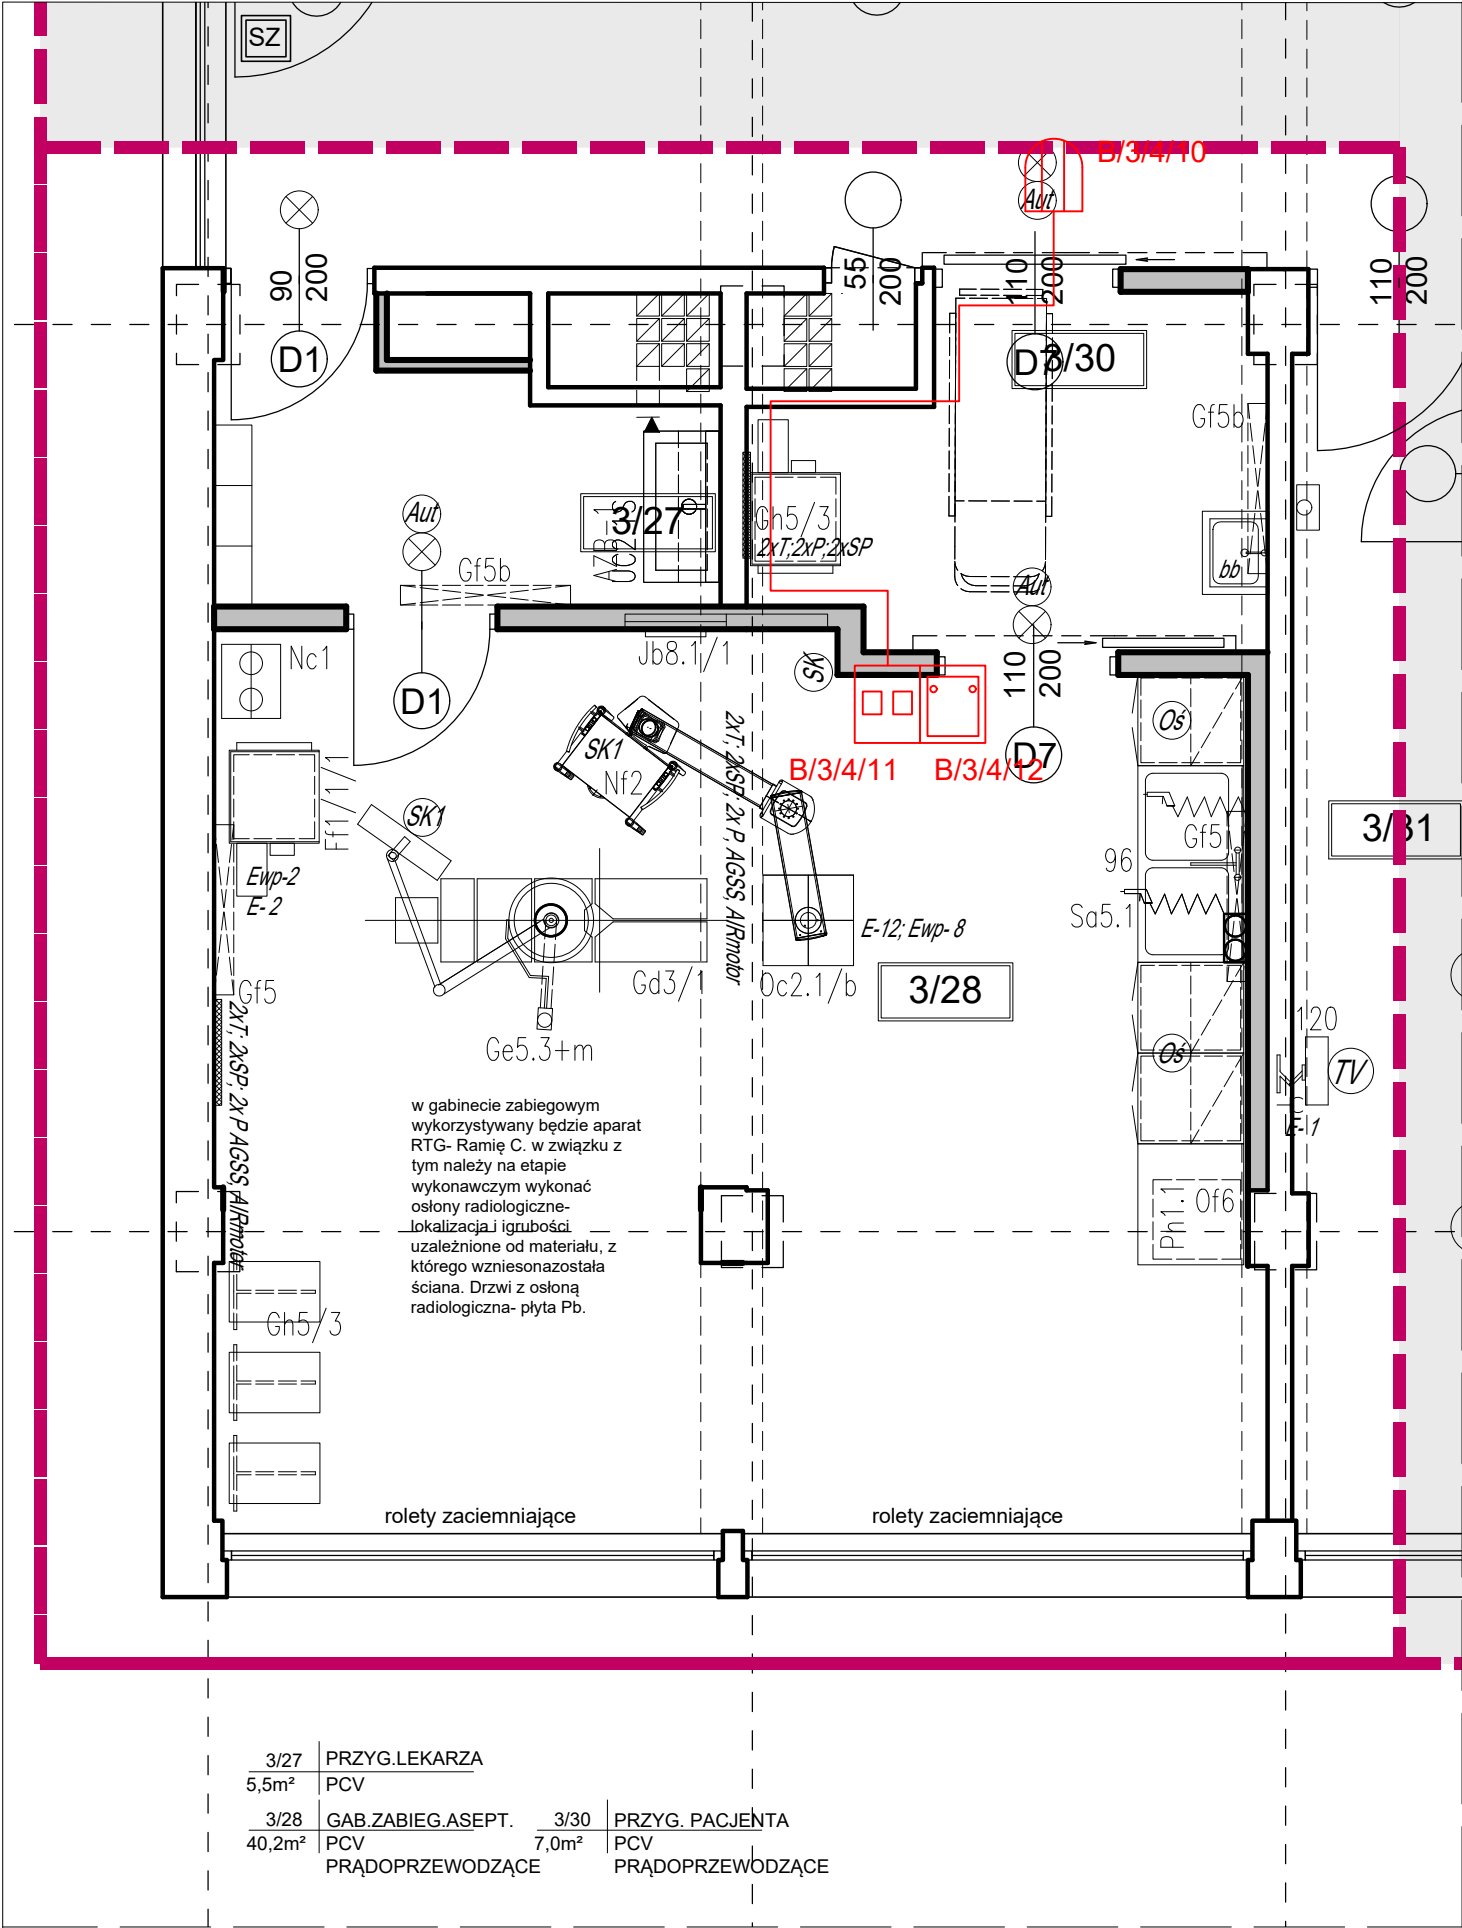 SZ
B/3/4/10
Aut
90
200
55
200
110
200
110
200
D1
D7
3/30
Gf5b
Aut
3/27
Gh5/3
2xT;2xP;2xSP
Gf5b
Aut
bb
Nc1
Jb8.1/1
SK
110
200
D1
Oś
SK1
Nf2
2xT; 2xSP; 2x P, AGSS, AIRmotor
B/3/4/11
B/3/4/12
D7
Ff1/11/1
SK1
Gf5
96
3/31
Ewp-2
E-2
Sa5.1
E-12; Ewp-8
Gd3/1
Oc2.1/b
3/28
Gf5
2xT; 2xSP; 2x P AGSS, AIRmotor
Ge5.3+m
120
Oś
TV
E-1
w gabinecie zabiegowym
wykorzystywany będzie aparat
RTG- Ramię C. w związku z
tym należy na etapie
wykonawczym wykonać
osłony radiologiczne-
lokalizacja i igrubości
uzależnione od materiału, z
którego wzniesonazostała
ściana. Drzwi z osłoną
radiologiczna- płyta Pb.
Ph1.1
Of6
Gh5/3
rolety zaciemniające
rolety zaciemniające
3/27 PRZYG.LEKARZA
5,5m² PCV
3/28 GAB.ZABIEG.ASEPT.
40,2m² PCV
PRĄDOPRZEWODZĄCE
3/30 PRZYG. PACJENTA
7,0m² PCV
PRĄDOPRZEWODZĄCE